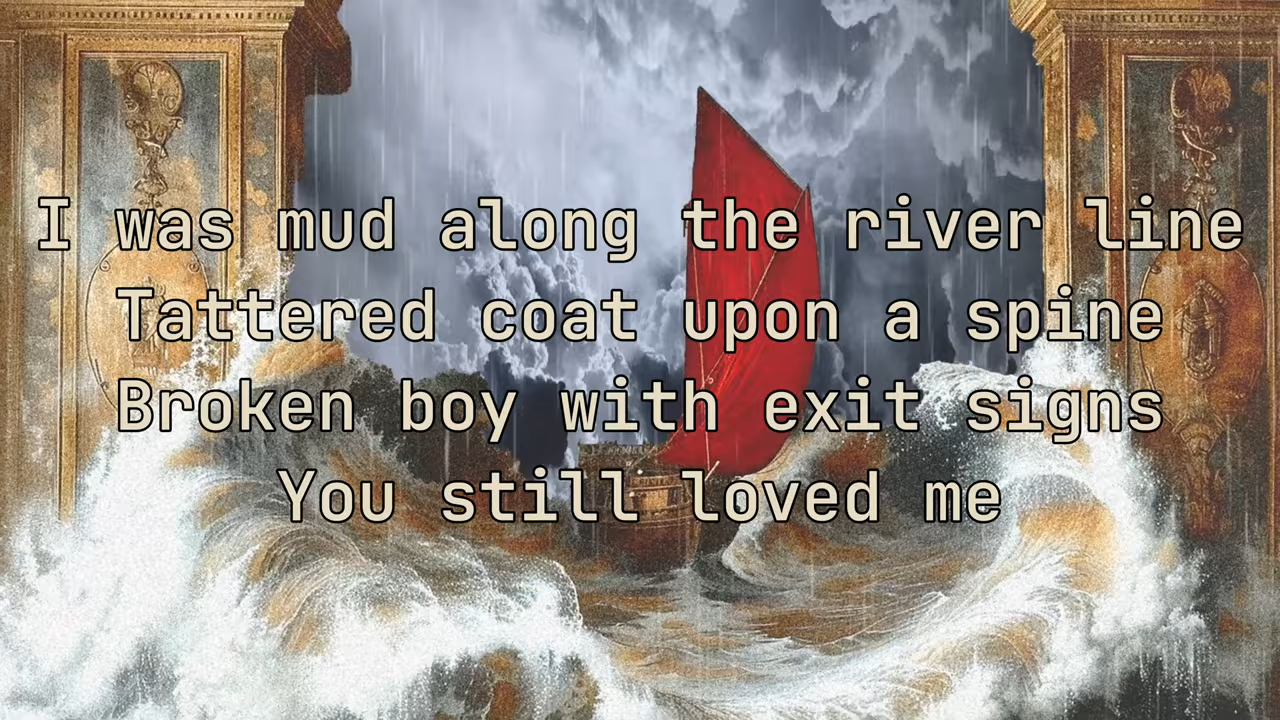 I was mud along the river line
Tattered coat upon a spine
Broken boy with exit signs
You still loved me